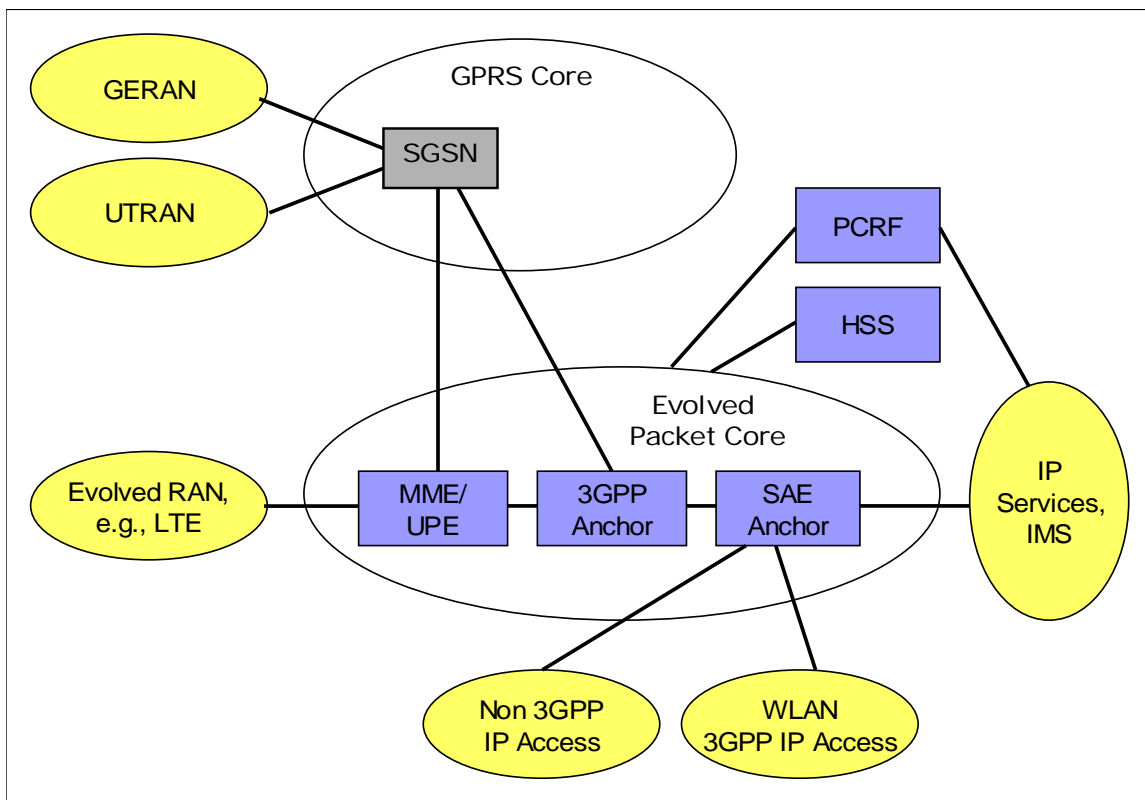 GERAN
GPRS Core
SGSN
UTRAN
PCRF
HSS
Evolved
Packet Core
Evolved RAN,
e.g., LTE
MME/
UPE
3GPP
Anchor
SAE
Anchor
IP
Services,
IMS
Non 3GPP
IP Access
WLAN
3GPP IP Access